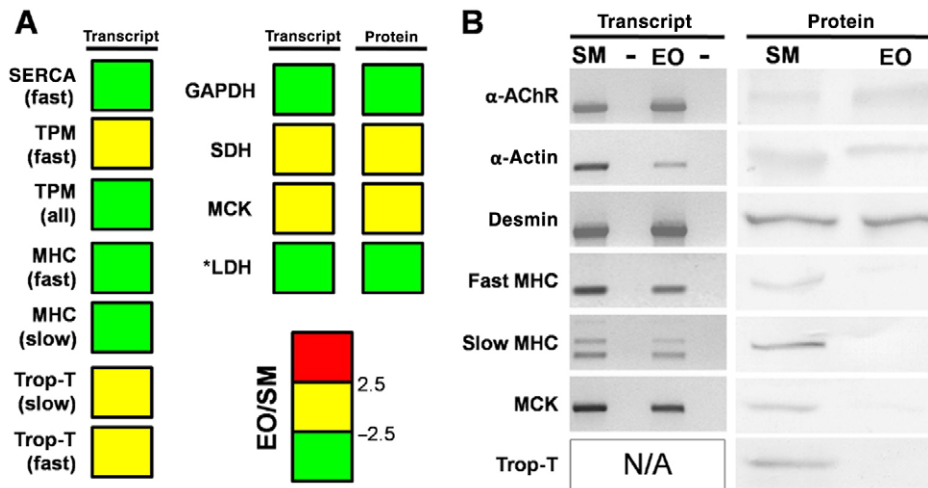 A
Transcript
SERCA
(fast)
TPM
(fast)
TPM
(all)
MHC
(fast)
MHC
(slow)
Trop-T
(slow)
Trop-T
(fast)
Transcript Protein
GAPDH
SDH
MCK
*LDH
EO/SM
2.5
–2.5
B
Transcript Protein
SM - EO - SM EO
α-AChR
α-Actin
Desmin
Fast MHC
Slow MHC
MCK
Trop-T N/A